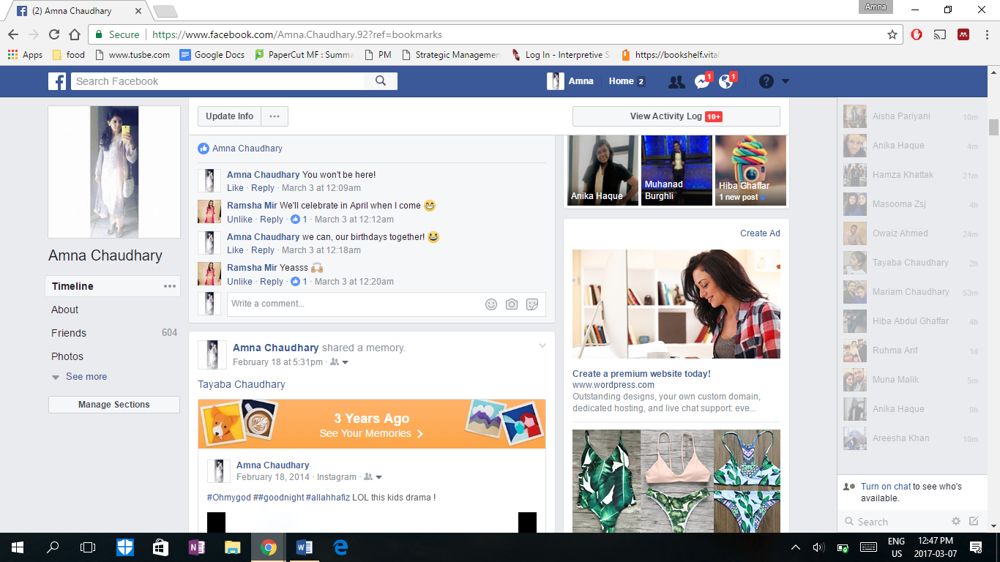 (2) Amna Chaudhary
Amna
Secure
https://www.facebook.com/Amna.Chaudhary.92?ref=bookmarks
Apps
food
www.tusbe.com
Google Docs
PaperCut MF : Summa
PM
Strategic Managemen
Log In - Interpretive S
https://bookshelf.vital
Search Facebook
Amna
Home 2
1
1
Update Info
View Activity Log 10+
Amna Chaudhary
Amna Chaudhary You won't be here!
Like · Reply · March 3 at 12:09am
Ramsha Mir We'll celebrate in April when I come 😁
Unlike · Reply · 1 · March 3 at 12:12am
Amna Chaudhary we can, our birthdays together! 😃
Like · Reply · March 3 at 12:18am
Ramsha Mir Yeasss 🙌🏼
Unlike · Reply · 1 · March 3 at 12:20am
Write a comment...
Amna Chaudhary
Timeline
About
Friends 604
Photos
See more
Manage Sections
Amna Chaudhary shared a memory.
February 18 at 5:31pm ·
Tayaba Chaudhary
3 Years Ago
See Your Memories
Amna Chaudhary
February 18, 2014 · Instagram ·
#Ohmygod ##goodnight #allahhafiz LOL this kids drama !
Anika Haque
Muhanad
Burghli
Hiba Ghaffar
1 new post
Create Ad
Create a premium website today!
www.wordpress.com
Outstanding designs, your own custom domain,
dedicated hosting, and live chat support: eve...
Aisha Pariyani 10m
Anika Haque 4m
Hamza Khattak 21m
Masooma Zsj 4h
Owaiz Ahmed 24m
Tayaba Chaudhary 2h
Mariam Chaudhary 53m
Hiba Abdul Ghaffar 4h
Ruhma Arif 1d
Muna Malik 5m
Anika Haque 9h
Areesha Khan 10m
Turn on chat to see who's
available.
Search
ENG
US
12:47 PM
2017-03-07